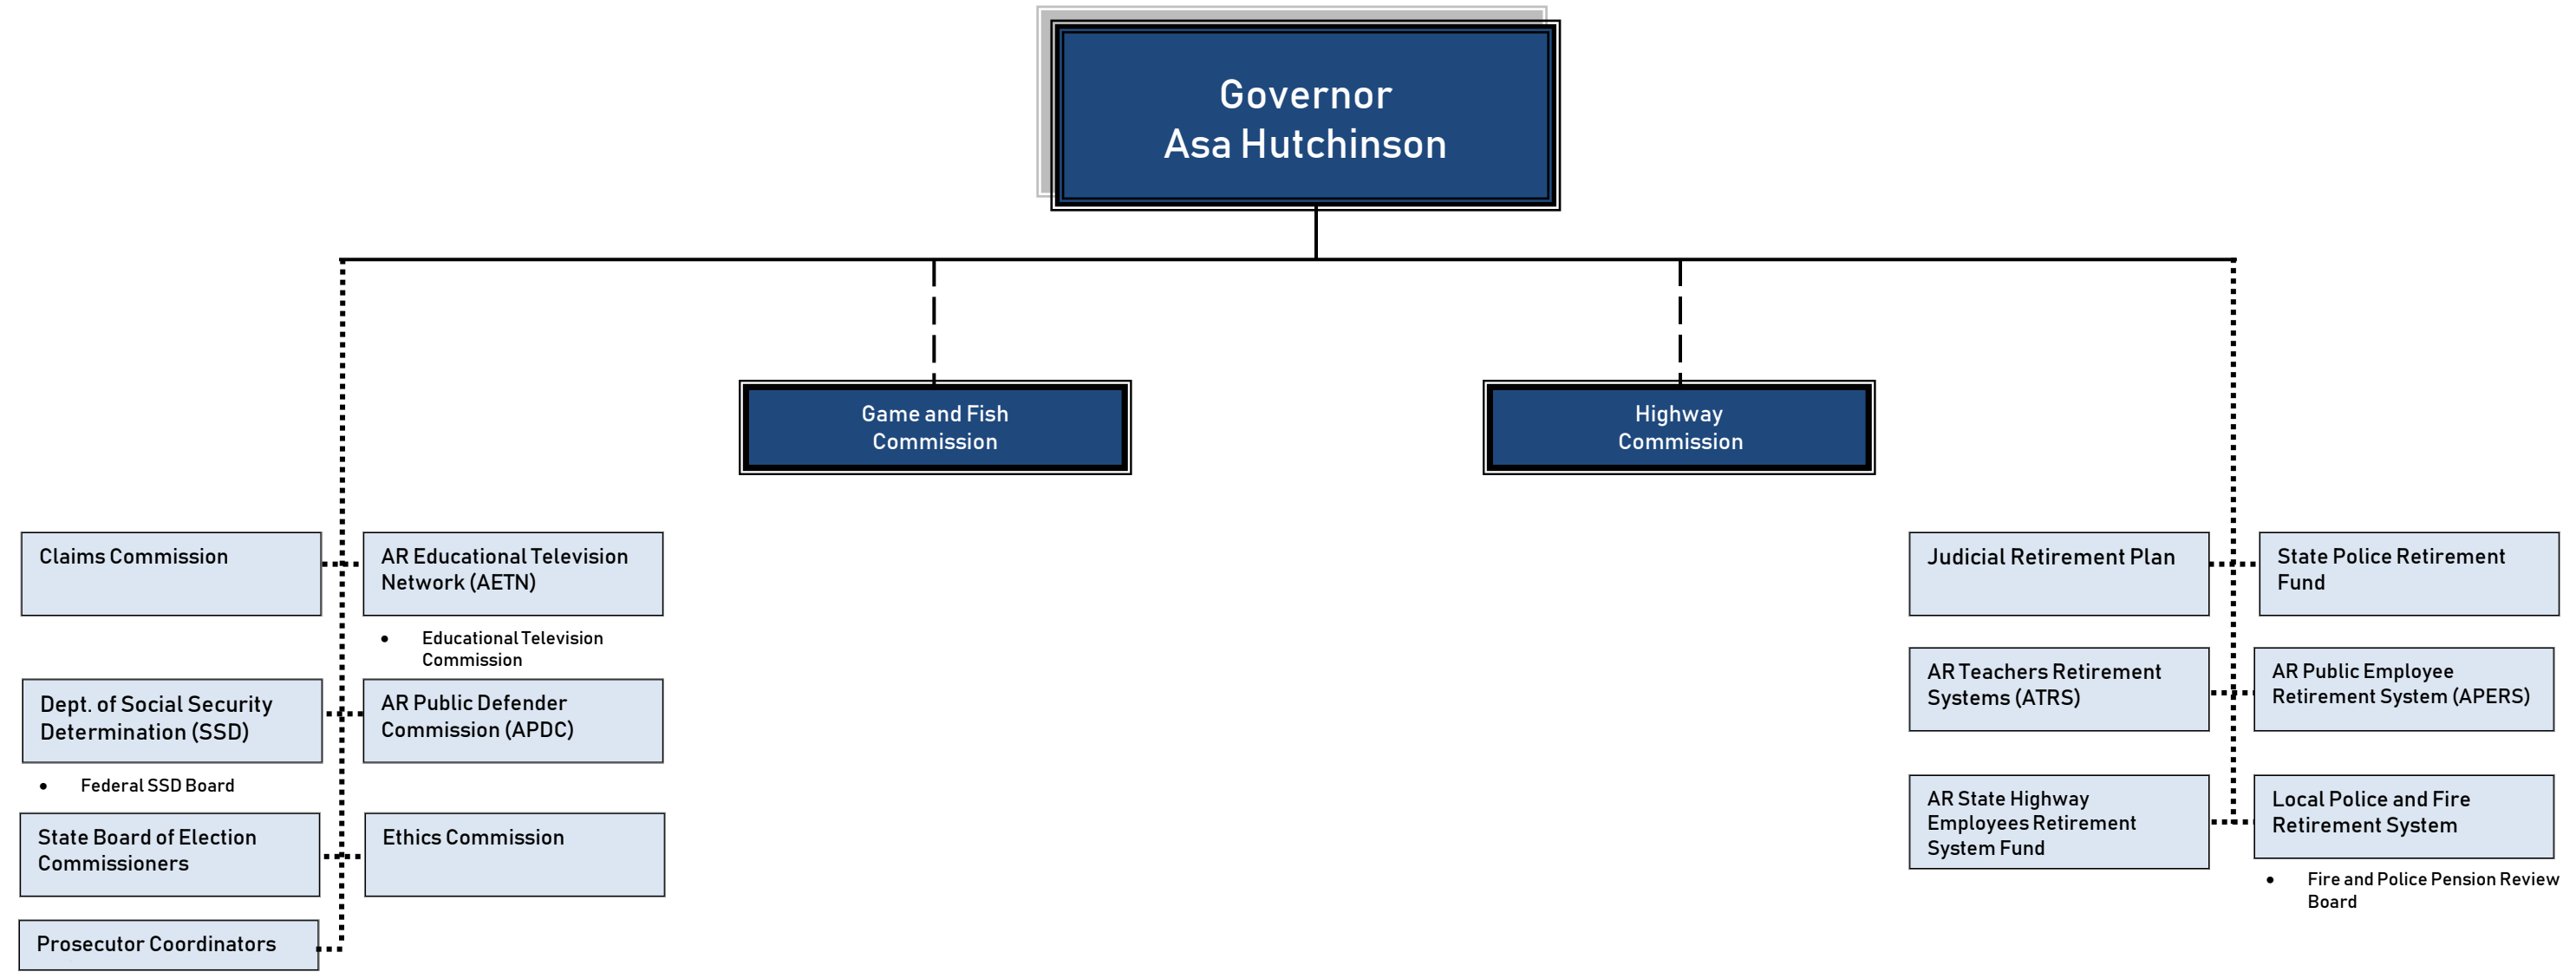 Governor
Asa Hutchinson
Game and Fish
Commission
Highway
Commission
Claims Commission
AR Educational Television
Network (AETN)
• Educational Television
Commission
Dept. of Social Security
Determination (SSD)
• Federal SSD Board
AR Public Defender
Commission (APDC)
State Board of Election
Commissioners
Ethics Commission
Prosecutor Coordinators
Judicial Retirement Plan
State Police Retirement
Fund
AR Teachers Retirement
Systems (ATRS)
AR Public Employee
Retirement System (APERS)
AR State Highway
Employees Retirement
System Fund
Local Police and Fire
Retirement System
• Fire and Police Pension Review
Board